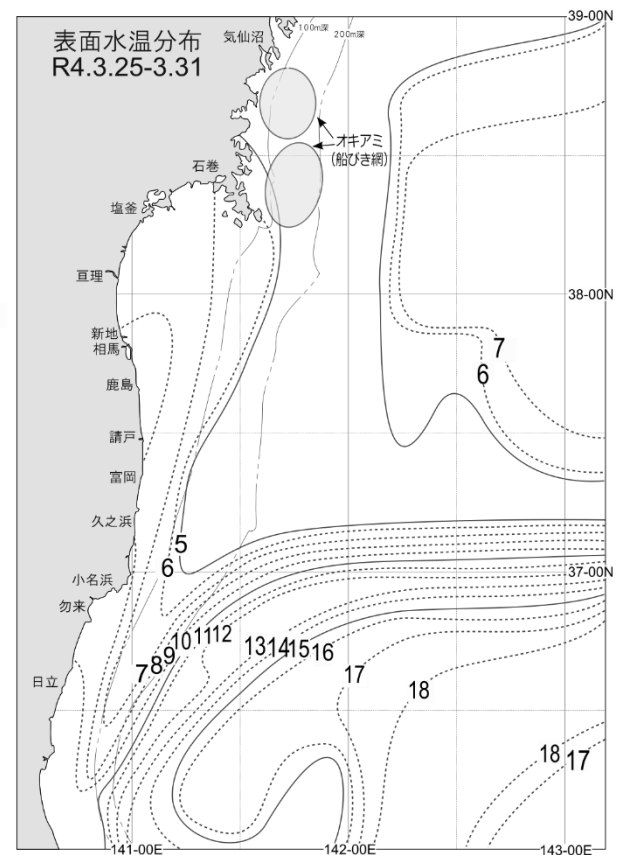 表面水温分布
R4.3.25-3.31
気仙沼
100m深
200m深
39-00N
オキアミ
(船びき網)
石巻
塩釜
亘理
38-00N
新地
相馬
鹿島
請戸
富岡
久之浜
小名浜
勿来
日立
7
6
5
6
37-00N
7
8
9
10
11
12
13
14
15
16
17
18
18
17
141-00E
142-00E
143-00E